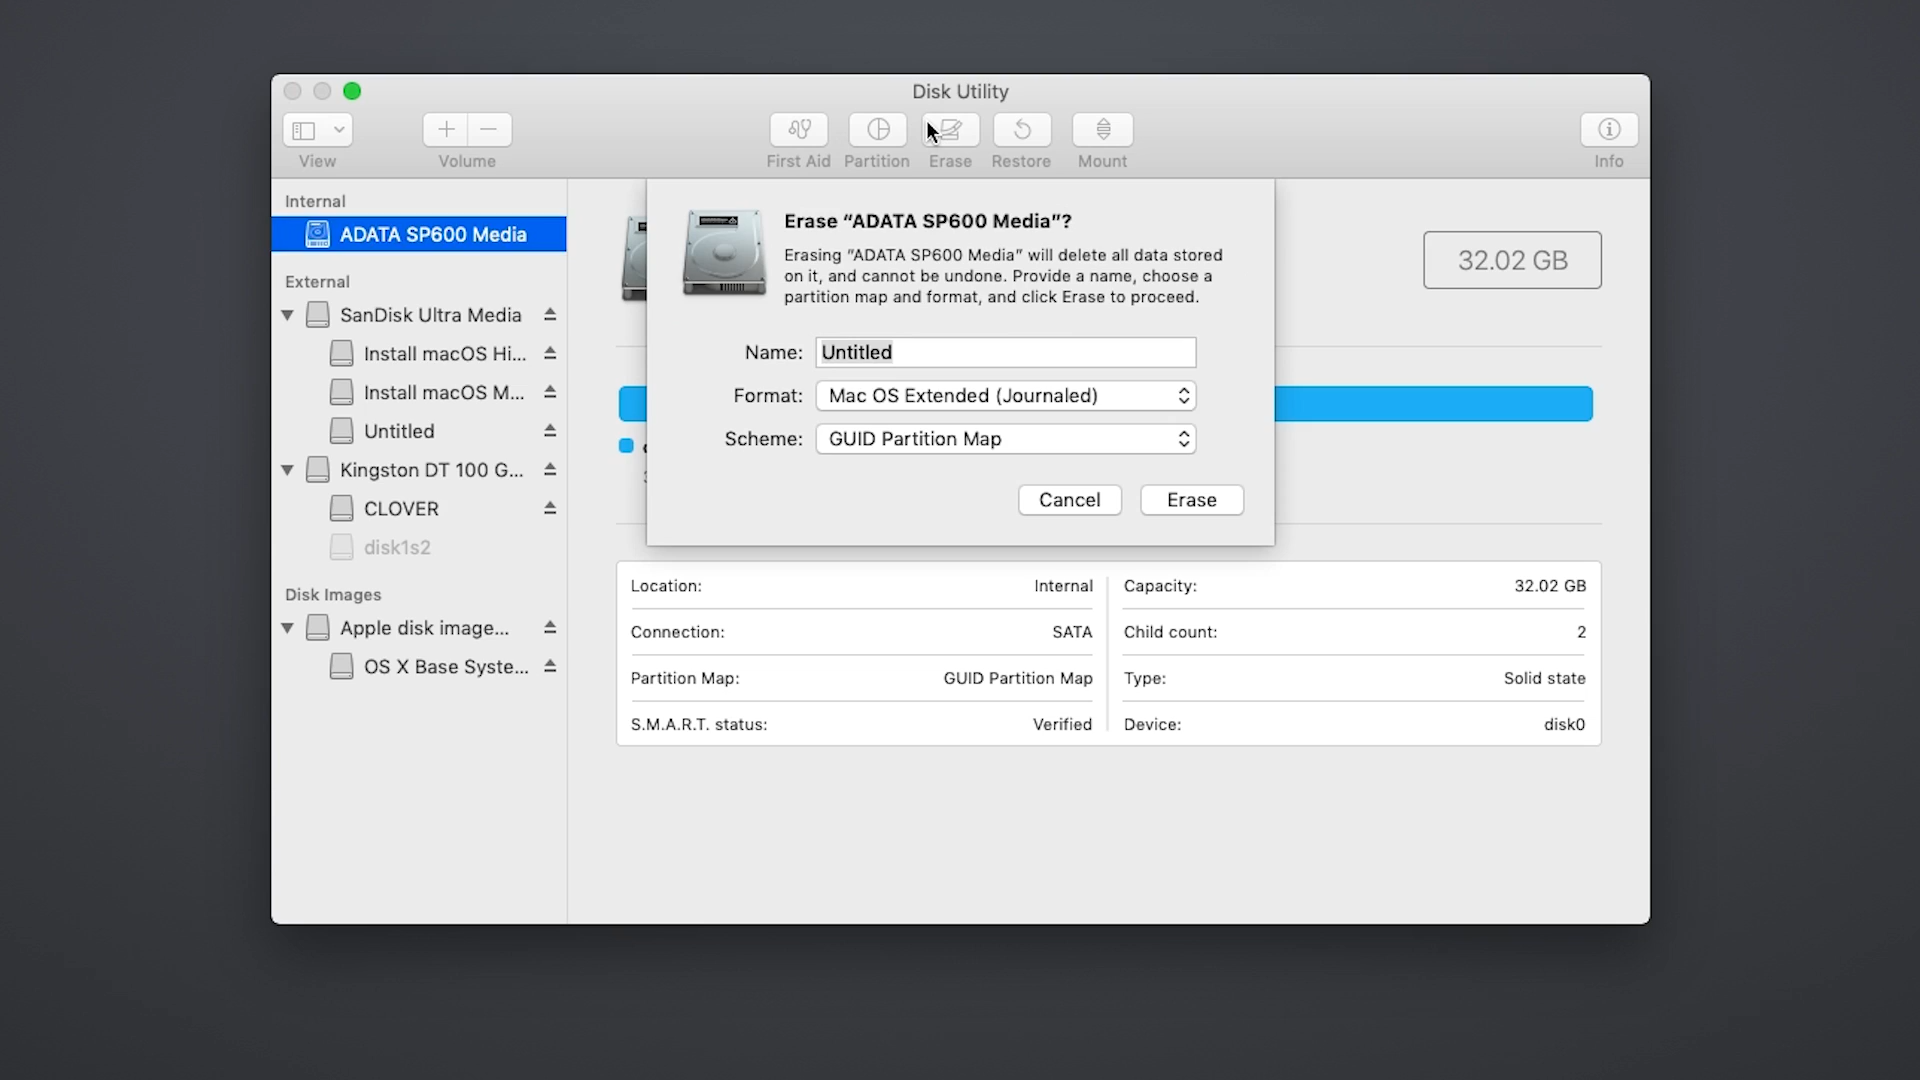 Disk Utility
View
Volume
First Aid
Partition
Erase
Restore
Mount
Info
Internal
ADATA SP600 Media
External
SanDisk Ultra Media
Install macOS Hi...
Install macOS M...
Untitled
Kingston DT 100 G...
CLOVER
disk1s2
Disk Images
Apple disk image...
OS X Base Syste...
Erase “ADATA SP600 Media”?
Erasing “ADATA SP600 Media” will delete all data stored
on it, and cannot be undone. Provide a name, choose a
partition map and format, and click Erase to proceed.
Name: Untitled
Format: Mac OS Extended (Journaled)
Scheme: GUID Partition Map
Cancel
Erase
32.02 GB
Location: Internal
Capacity: 32.02 GB
Connection: SATA
Child count: 2
Partition Map: GUID Partition Map
Type: Solid state
S.M.A.R.T. status: Verified
Device: disk0